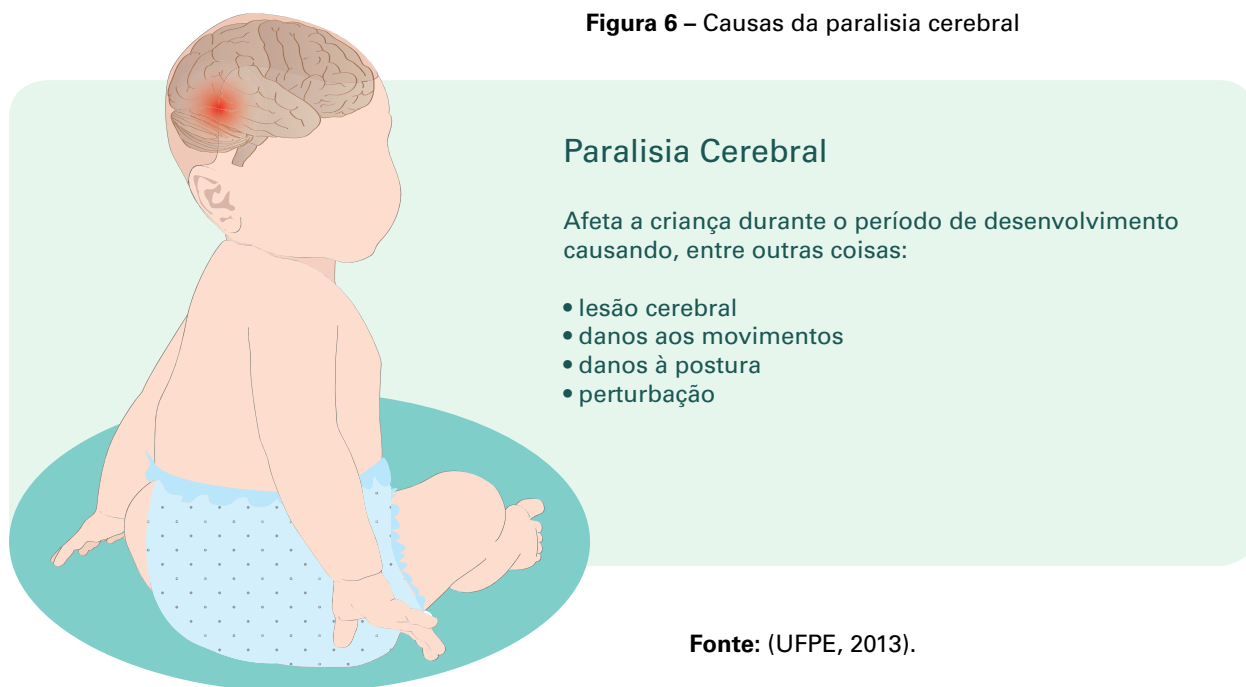 Figura 6 – Causas da paralisia cerebral
Paralisia Cerebral
Afeta a criança durante o período de desenvolvimento
causando, entre outras coisas:
• lesão cerebral
• danos aos movimentos
• danos à postura
• perturbação
Fonte: (UFPE, 2013).